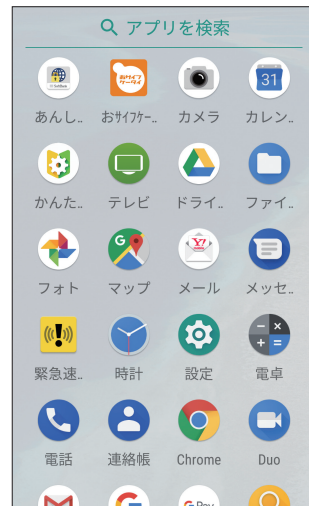 アプリを検索
あんし..
おサイフケー..
カメラ
カレン..
かんた..
テレビ
ドライ..
ファイ..
フォト
マップ
メール
メッセ..
緊急速..
時計
設定
電卓
電話
連絡帳
Chrome
Duo